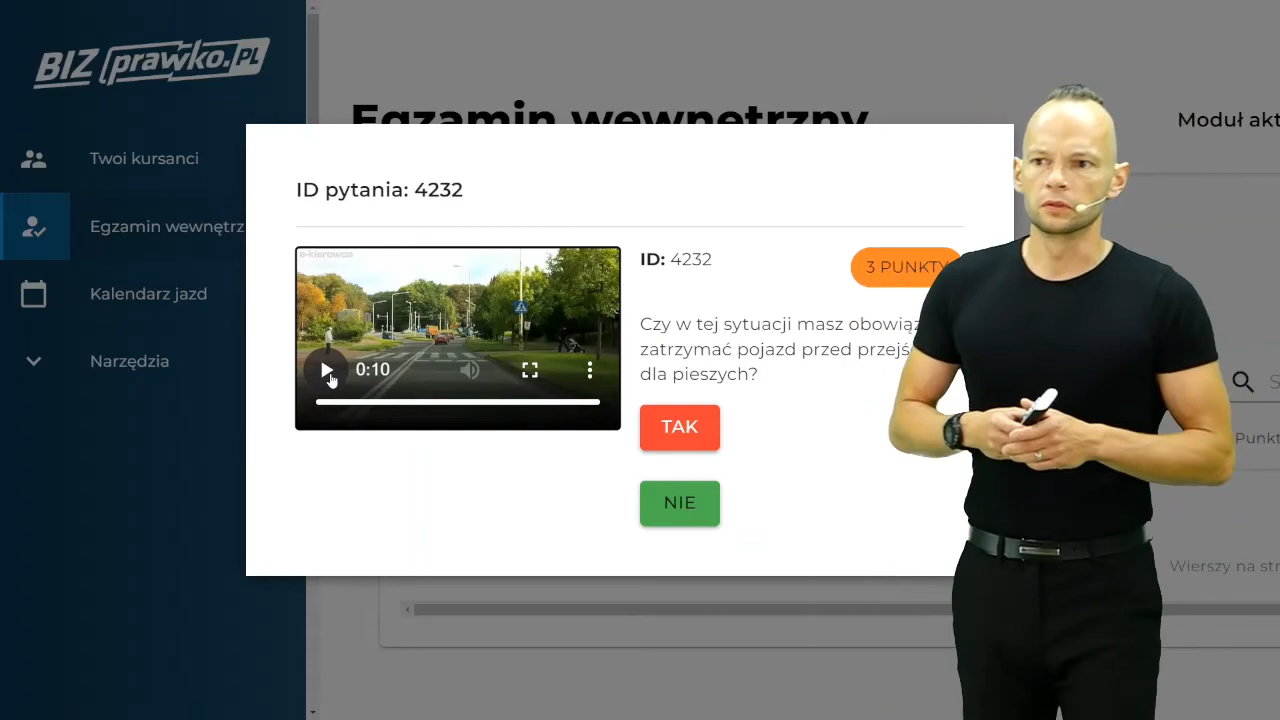 BIZ prawko.PL
Egzamin wewnętrzny
Moduł akt
Twoi kursanci
Egzamin wewnętrz
Kalendarz jazd
Narzędzia
ID pytania: 4232
e-kierowca
0:10
ID: 4232
3 PUNKTY
Czy w tej sytuacji masz obowiąz
zatrzymać pojazd przed przejś
dla pieszych?
TAK
NIE
S
Punkt
Wierszy na str